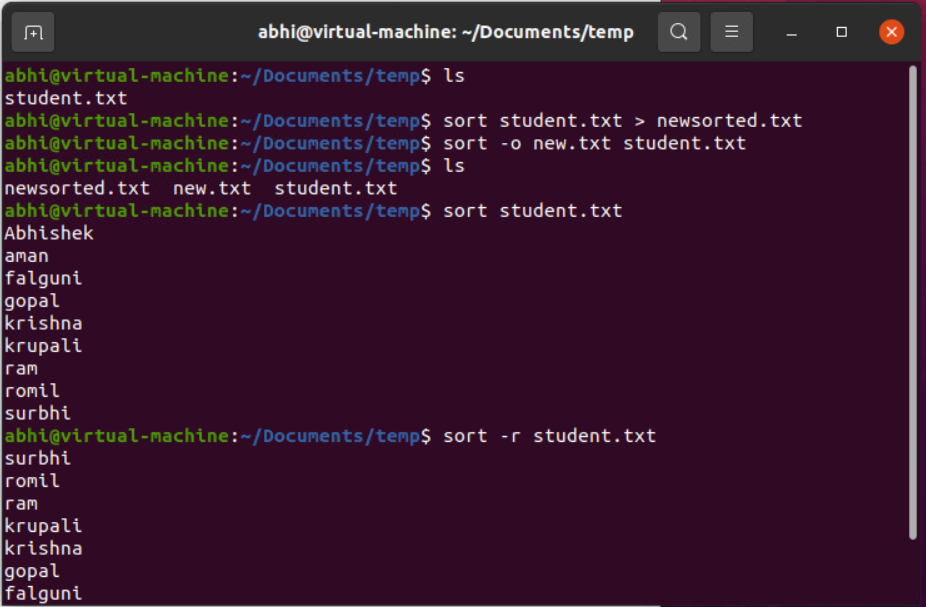 abhi@virtual-machine: ~/Documents/temp
abhi@virtual-machine:~/Documents/temp$ ls
student.txt
abhi@virtual-machine:~/Documents/temp$ sort student.txt > newsorted.txt
abhi@virtual-machine:~/Documents/temp$ sort -o new.txt student.txt
abhi@virtual-machine:~/Documents/temp$ ls
newsorted.txt  new.txt  student.txt
abhi@virtual-machine:~/Documents/temp$ sort student.txt
Abhishek
aman
falguni
gopal
krishna
krupali
ram
romil
surbhi
abhi@virtual-machine:~/Documents/temp$ sort -r student.txt
surbhi
romil
ram
krupali
krishna
gopal
falguni